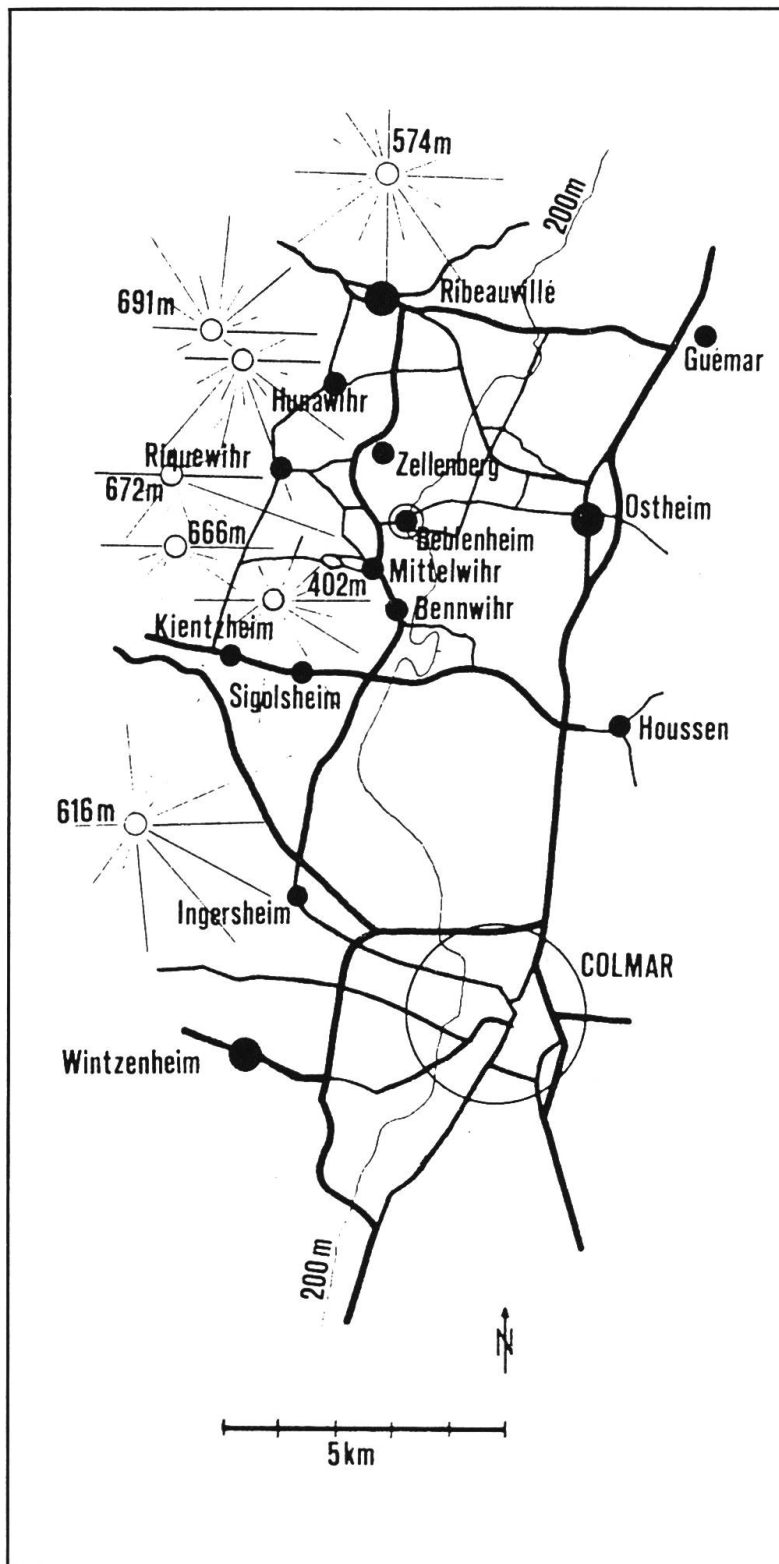 574m
200m
Ribeauvillé
691m
Guémar
Hunawihr
Riquewihr
Zellenberg
672m
Ostheim
666m
Beblenheim
Mittelwihr
402m
Bennwihr
Kientzheim
Sigolsheim
Houssen
616m
Ingersheim
COLMAR
Wintzenheim
200m
N
5km